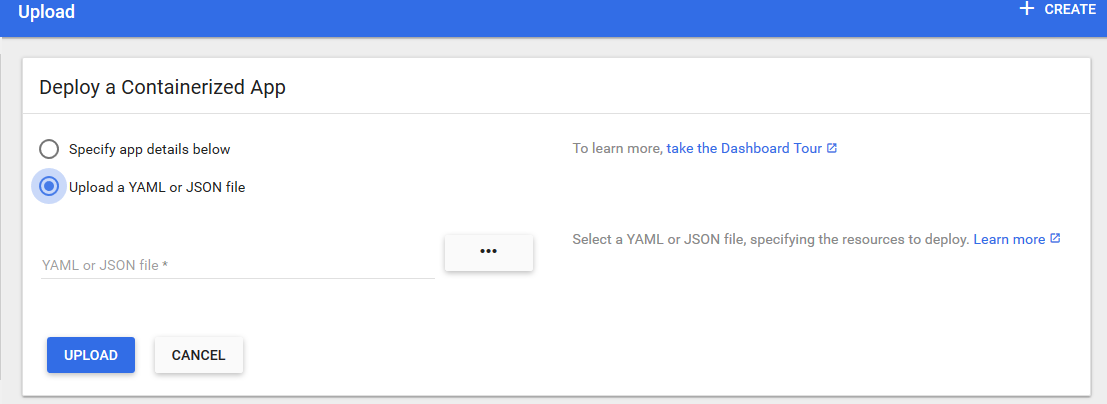 Upload
+ CREATE
Deploy a Containerized App
Specify app details below
To learn more, take the Dashboard Tour
Upload a YAML or JSON file
Select a YAML or JSON file, specifying the resources to deploy. Learn more
YAML or JSON file *
•••
UPLOAD
CANCEL